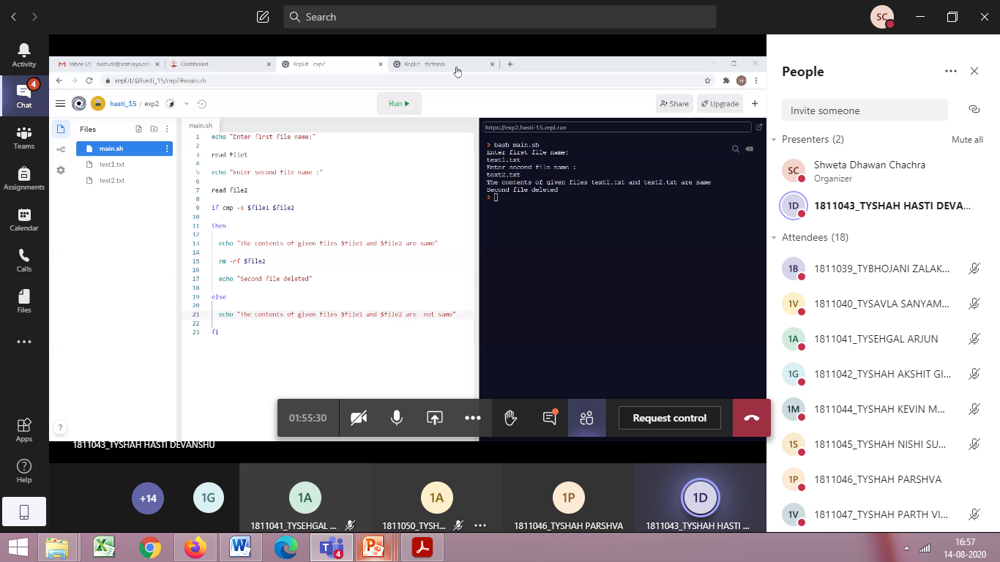 Search
SC
Activity
4
Chat
Teams
Assignments
Calendar
Calls
Files
Apps
Help
Inbox (2) - hasti.ds@somaiya.edu
Dashboard
Repl.it - exp2
Repl.it - factorial
repl.it/@hasti_15/exp2#main.sh
H
hasti_15 / exp2
Run
Share
Upgrade
Files
main.sh
text1.txt
text2.txt
main.sh
1 echo "Enter first file name:"
2
3 read file1
4
5 echo "Enter second file name :"
6
7 read file2
8
9 if cmp -s $file1 $file2
10
11 then
12
13 echo "The contents of given files $file1 and $file2 are same"
14
15 rm -rf $file2
16
17 echo "Second file deleted"
18
19 else
20
21 echo "The contents of given files $file1 and $file2 are  not same"
22
23 fi
https://exp2.hasti-15.repl.run
> bash main.sh
Enter first file name:
text1.txt
Enter second file name :
text2.txt
The contents of given files text1.txt and text2.txt are same
Second file deleted
>
?
01:55:30
Request control
1811043_TYSHAH HASTI DEVANSHU
+14
1G
1A
1811041_TYSEHGAL ...
1A
1811050_TYSH...
1P
1811046_TYSHAH PARSHVA
1D
1811043_TYSHAH HASTI ...
People
Invite someone
Presenters (2)
Mute all
SC
Shweta Dhawan Chachra
Organizer
1D
1811043_TYSHAH HASTI DEVA...
Attendees (18)
1B
1811039_TYBHOJANI ZALAK...
1V
1811040_TYSAVLA SANYAM...
1A
1811041_TYSEHGAL ARJUN
1G
1811042_TYSHAH AKSHIT GI...
1M
1811044_TYSHAH KEVIN M...
1S
1811045_TYSHAH NISHI SU...
1P
1811046_TYSHAH PARSHVA
1V
1811047_TYSHAH PARTH VI...
4
16:57
14-08-2020